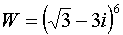 W = (√3 − 3i)⁶